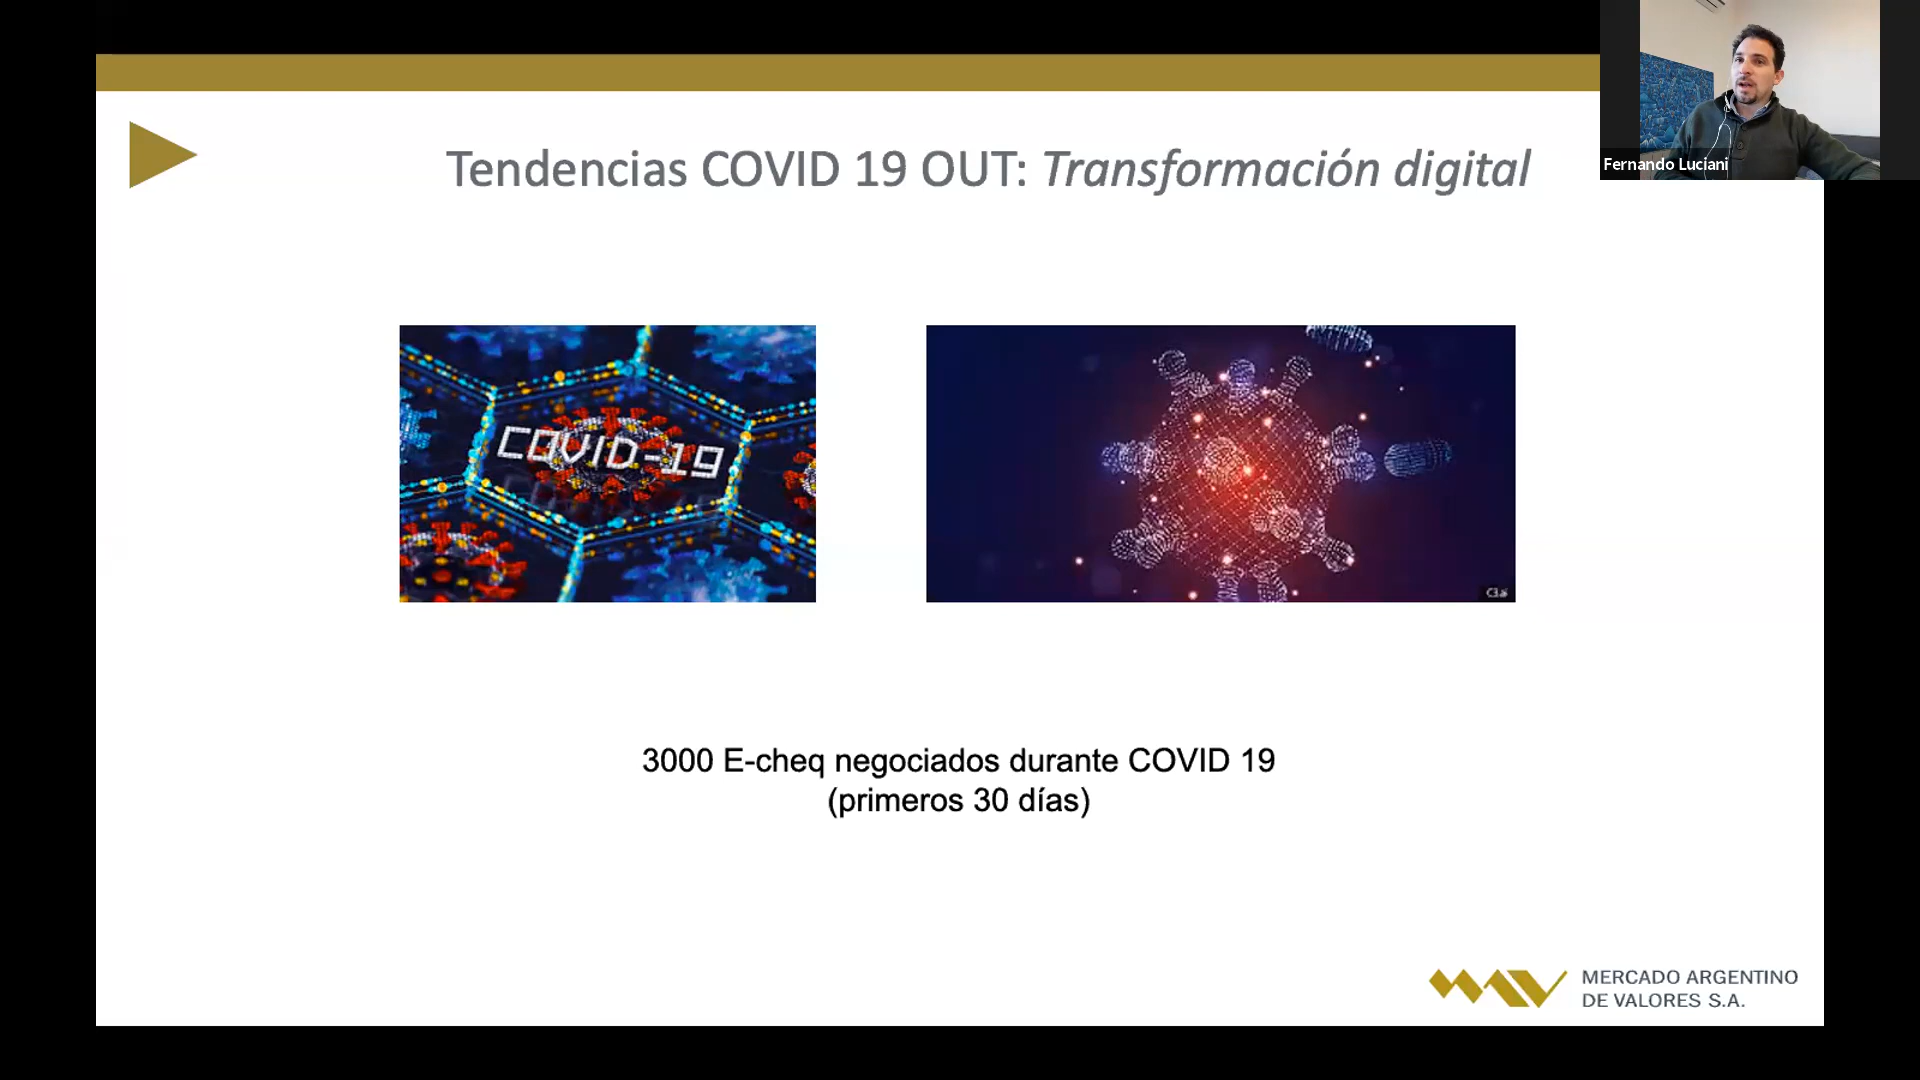 Fernando Luciani
Tendencias COVID 19 OUT: Transformación digital
COVID-19
3000 E-cheq negociados durante COVID 19
(primeros 30 días)
MERCADO ARGENTINO
DE VALORES S.A.